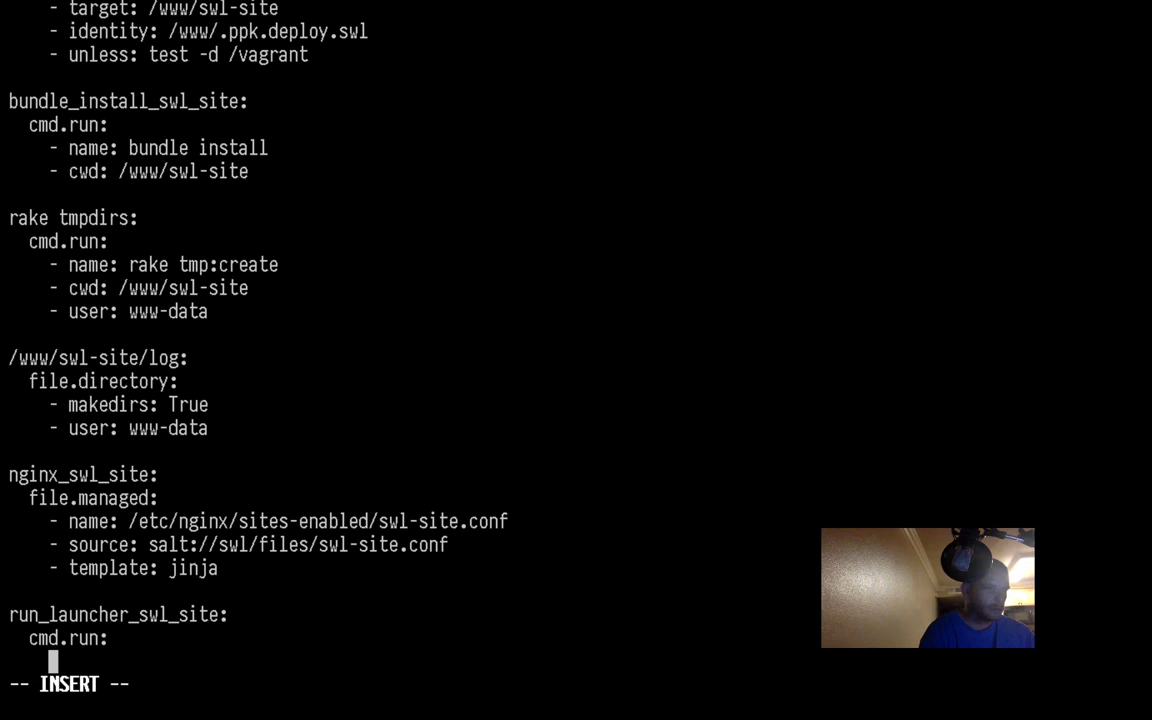 - target: /www/swl-site
    - identity: /www/.ppk.deploy.swl
    - unless: test -d /vagrant

bundle_install_swl_site:
  cmd.run:
    - name: bundle install
    - cwd: /www/swl-site

rake tmpdirs:
  cmd.run:
    - name: rake tmp:create
    - cwd: /www/swl-site
    - user: www-data

/www/swl-site/log:
  file.directory:
    - makedirs: True
    - user: www-data

nginx_swl_site:
  file.managed:
    - name: /etc/nginx/sites-enabled/swl-site.conf
    - source: salt://swl/files/swl-site.conf
    - template: jinja

run_launcher_swl_site:
  cmd.run:
-- INSERT --